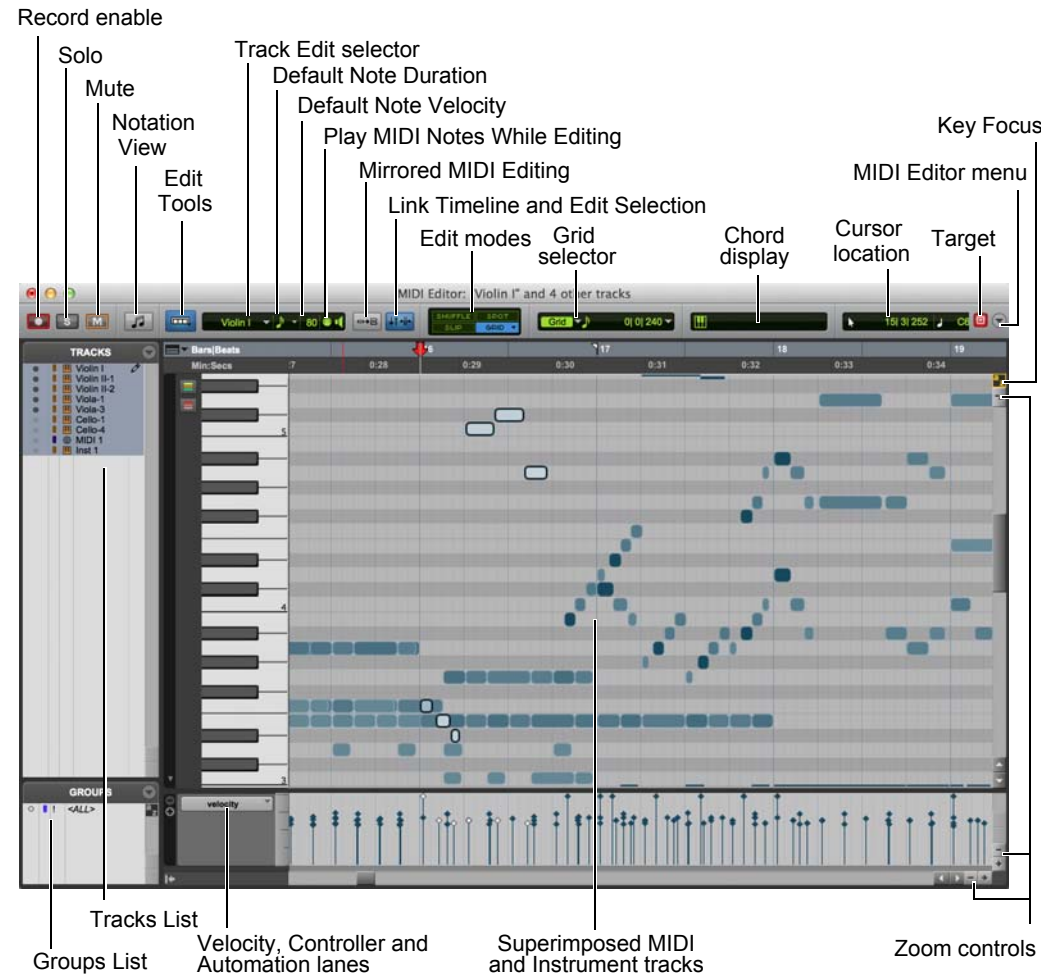 Record enable
Solo
Mute
Notation
View
Edit
Tools
Track Edit selector
Default Note Duration
Default Note Velocity
Play MIDI Notes While Editing
Mirrored MIDI Editing
Link Timeline and Edit Selection
Edit modes
Grid
selector
Chord
display
Cursor
location
Target
Key Focus
MIDI Editor menu
MIDI Editor: "Violin I" and 4 other tracks
S
M
Violin I
80
SHUFFLE SPOT
SLIP GRID
Grid
0| 0| 240
15| 3| 252
TRACKS
Violin I
Violin II-1
Violin II-2
Viola-1
Viola-3
Cello-1
Cello-4
MIDI 1
Inst 1
Bars|Beats
17 18 19
Min:Secs
0:28 0:29 0:30 0:31 0:32 0:33 0:34
5
4
3
GROUPS
<ALL>
velocity
Tracks List
Groups List
Velocity, Controller and
Automation lanes
Superimposed MIDI
and Instrument tracks
Zoom controls